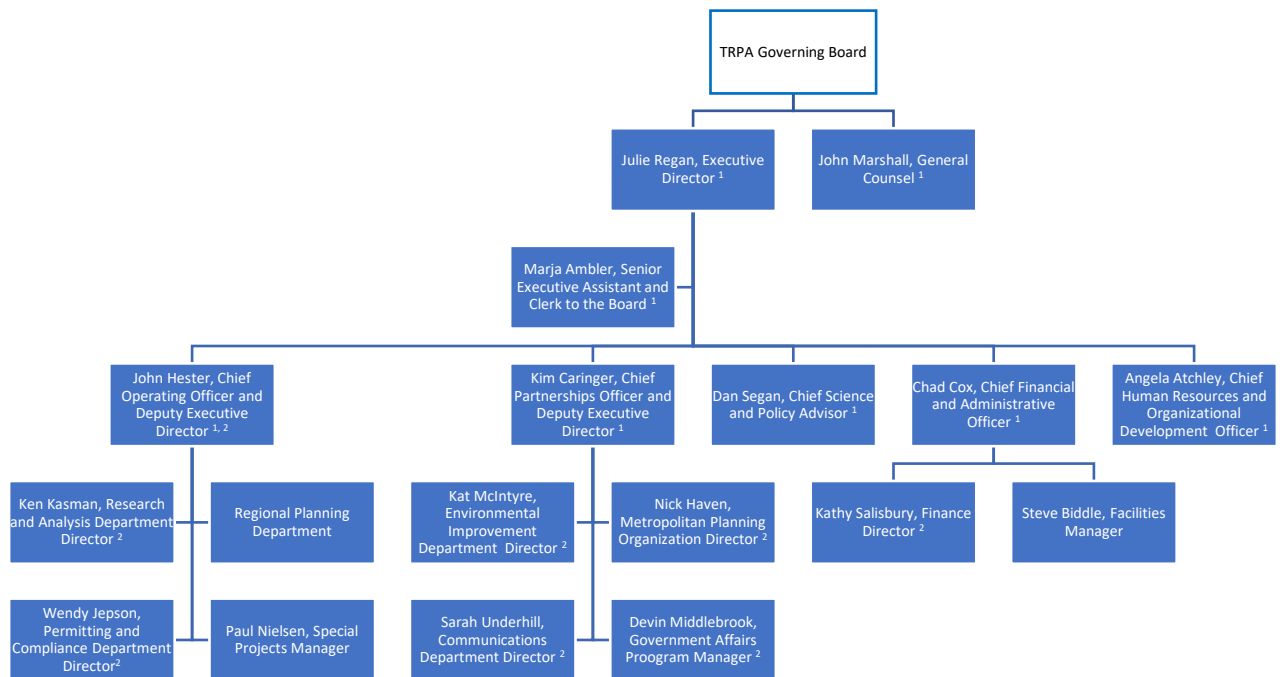 TRPA Governing Board
Julie Regan, Executive
Director ¹
John Marshall, General
Counsel ¹
Marja Ambler, Senior
Executive Assistant and
Clerk to the Board ¹
John Hester, Chief
Operating Officer and
Deputy Executive
Director ¹, ²
Kim Caringer, Chief
Partnerships Officer and
Deputy Executive
Director ¹
Dan Segan, Chief Science
and Policy Advisor ¹
Chad Cox, Chief Financial
and Administrative
Officer ¹
Angela Atchley, Chief
Human Resources and
Organizational
Development Officer ¹
Ken Kasman, Research
and Analysis Department
Director ²
Regional Planning
Department
Kat McIntyre,
Environmental
Improvement
Department Director ²
Nick Haven,
Metropolitan Planning
Organization Director ²
Kathy Salisbury, Finance
Director ²
Steve Biddle, Facilities
Manager
Wendy Jepson,
Permitting and
Compliance Department
Director²
Paul Nielsen, Special
Projects Manager
Sarah Underhill,
Communications
Department Director ²
Devin Middlebrook,
Government Affairs
Proogram Manager ²